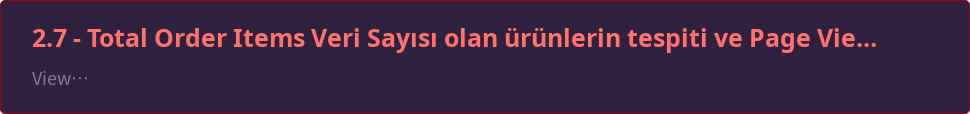 2.7 - Total Order Items Veri Sayısı olan ürünlerin tespiti ve Page Vie...
View···